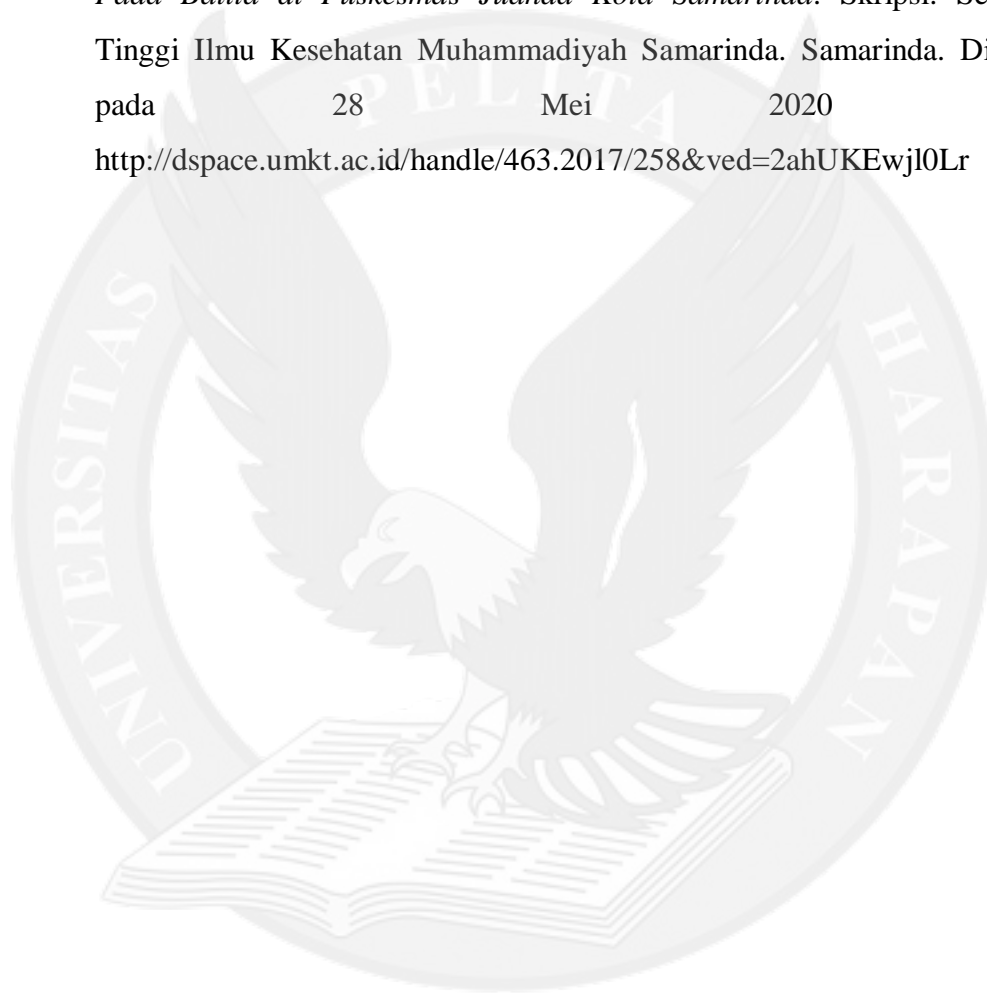 Pada Balita di Puskesmas Juanda Kota Samarinda. Skripsi. Se
Tinggi Ilmu Kesehatan Muhammadiyah Samarinda. Samarinda. Di
pada 28 Mei 2020
http://dspace.umkt.ac.id/handle/463.2017/258&ved=2ahUKEwjl0Lr
UNIVERSITAS PELITA HARAPAN